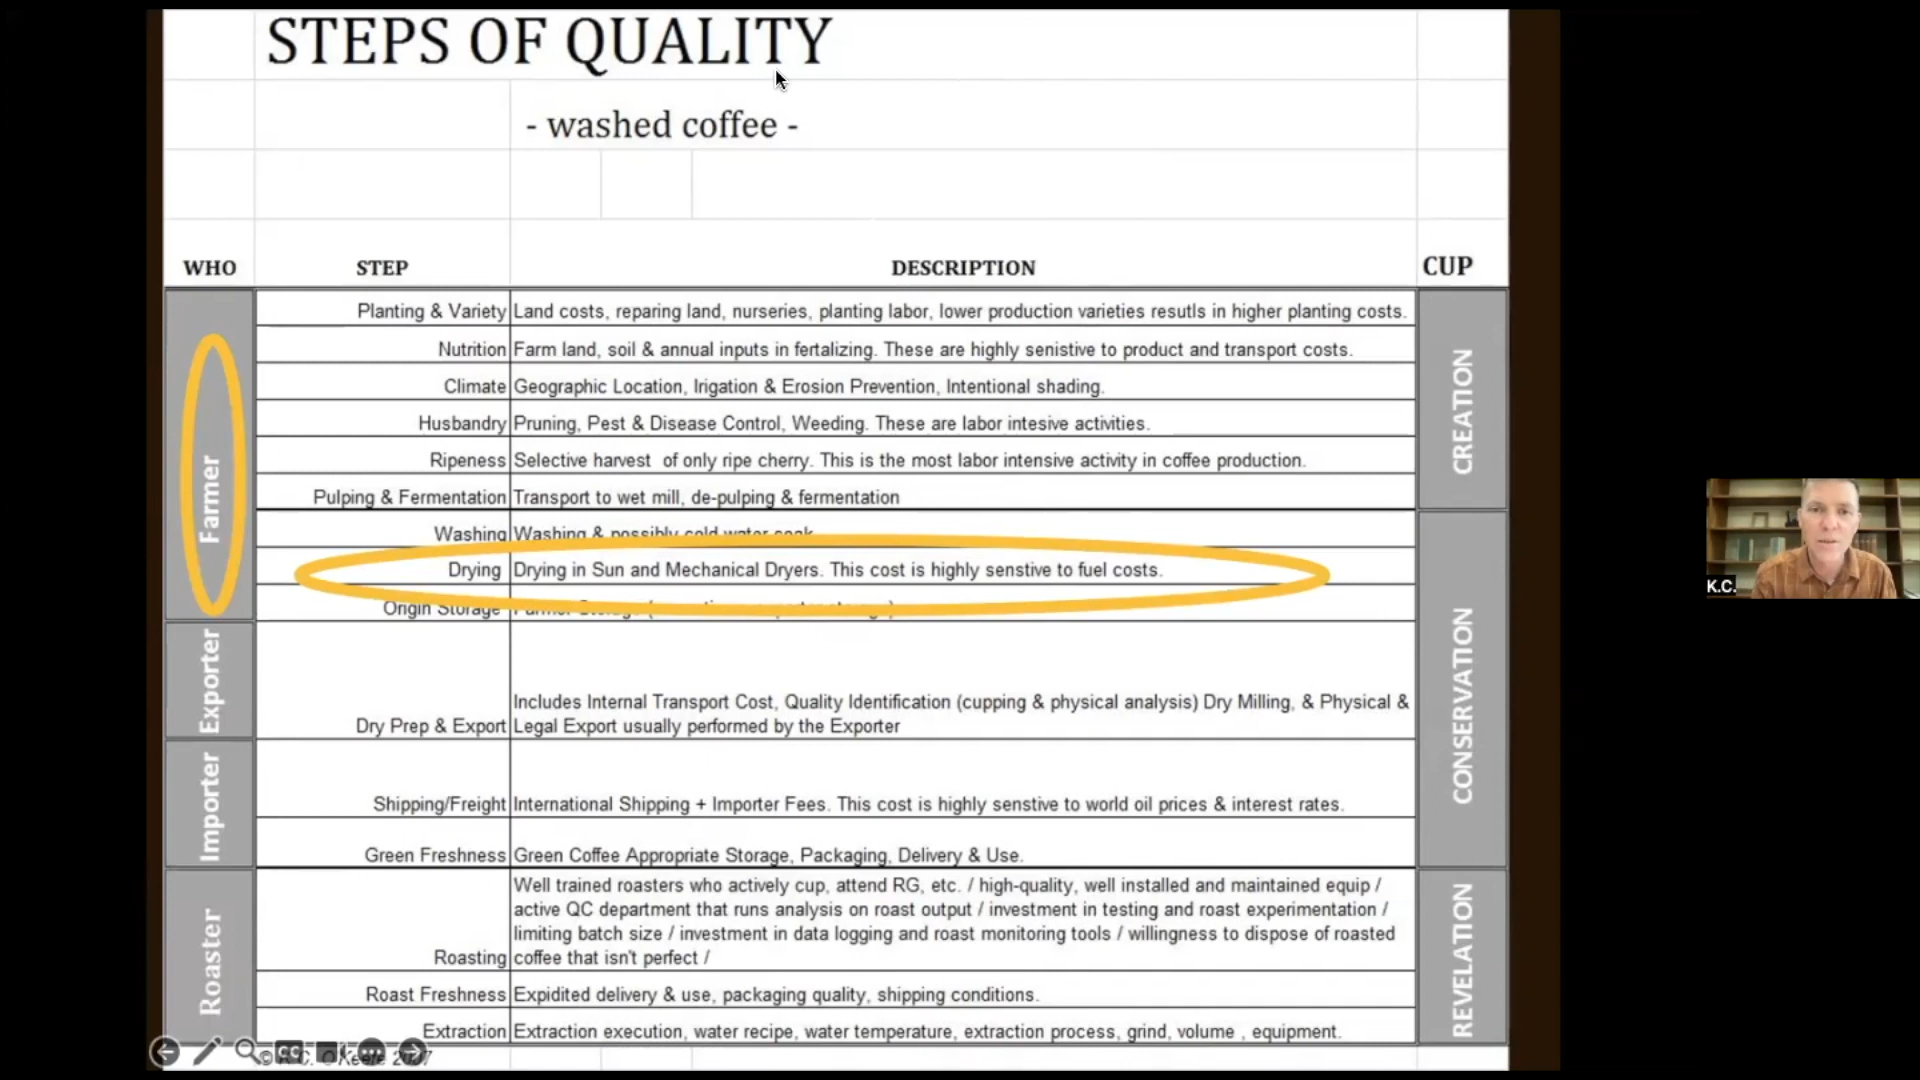 STEPS OF QUALITY
- washed coffee -
WHO STEP DESCRIPTION CUP
Farmer
Planting & Variety Land costs, reparing land, nurseries, planting labor, lower production varieties resutls in higher planting costs.
Nutrition Farm land, soil & annual inputs in fertalizing. These are highly senistive to product and transport costs.
Climate Geographic Location, Irigation & Erosion Prevention, Intentional shading.
Husbandry Pruning, Pest & Disease Control, Weeding. These are labor intesive activities.
Ripeness Selective harvest of only ripe cherry. This is the most labor intensive activity in coffee production.
Pulping & Fermentation Transport to wet mill, de-pulping & fermentation
CREATION
Washing Washing & possibly cold water soak
Drying Drying in Sun and Mechanical Dryers. This cost is highly senstive to fuel costs.
Origin Storage Farmer Storage
Exporter
Dry Prep & Export Includes Internal Transport Cost, Quality Identification (cupping & physical analysis) Dry Milling, & Physical &
Legal Export usually performed by the Exporter
Importer
Shipping/Freight International Shipping + Importer Fees. This cost is highly senstive to world oil prices & interest rates.
Green Freshness Green Coffee Appropriate Storage, Packaging, Delivery & Use.
CONSERVATION
Roaster
Roasting Well trained roasters who actively cup, attend RG, etc. / high-quality, well installed and maintained equip /
active QC department that runs analysis on roast output / investment in testing and roast experimentation /
limiting batch size / investment in data logging and roast monitoring tools / willingness to dispose of roasted
coffee that isn't perfect /
Roast Freshness Expidited delivery & use, packaging quality, shipping conditions.
Extraction Extraction execution, water recipe, water temperature, extraction process, grind, volume , equipment.
REVELATION
© K.C. O'Keefe 2007
CC
K.C.